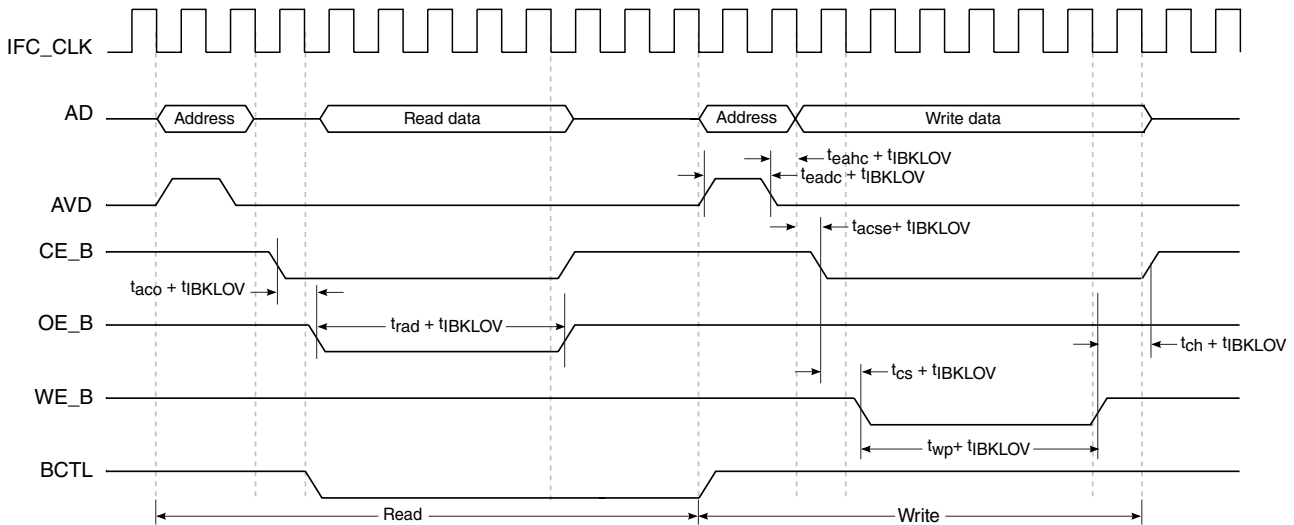 IFC_CLK
AD
Address
Read data
Address
Write data
teahc + tIBKLOV
teadc + tIBKLOV
AVD
tacse+ tIBKLOV
CE_B
taco + tIBKLOV
OE_B
trad + tIBKLOV
tch + tIBKLOV
tcs + tIBKLOV
WE_B
twp+ tIBKLOV
BCTL
Read
Write